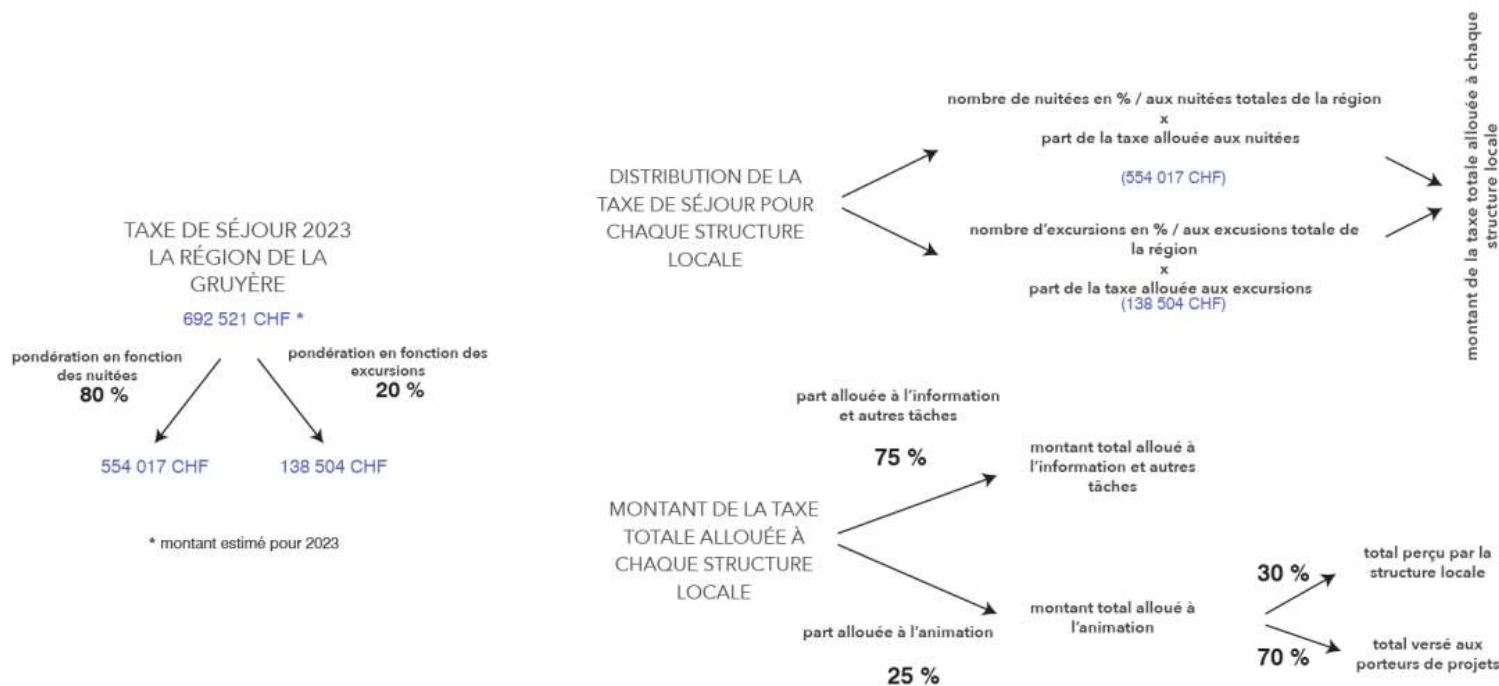 TAXE DE SÉJOUR 2023
LA RÉGION DE LA
GRUYÈRE
692 521 CHF *
pondération en fonction
des nuitées
80 %
pondération en fonction des
excursions
20 %
554 017 CHF
138 504 CHF
* montant estimé pour 2023
DISTRIBUTION DE LA
TAXE DE SÉJOUR POUR
CHAQUE STRUCTURE
LOCALE
nombre de nuitées en % / aux nuitées totales de la région
x
part de la taxe allouée aux nuitées
(554 017 CHF)
nombre d'excursions en % / aux excusions totale de
la région
x
part de la taxe allouée aux excursions
(138 504 CHF)
montant de la taxe totale allouée à chaque
structure locale
MONTANT DE LA TAXE
TOTALE ALLOUÉE À
CHAQUE STRUCTURE
LOCALE
part allouée à l'information
et autres tâches
75 %
montant total alloué à
l'information et autres
tâches
part allouée à l'animation
25 %
montant total alloué à
l'animation
30 %
total perçu par la
structure locale
70 %
total versé aux
porteurs de projets